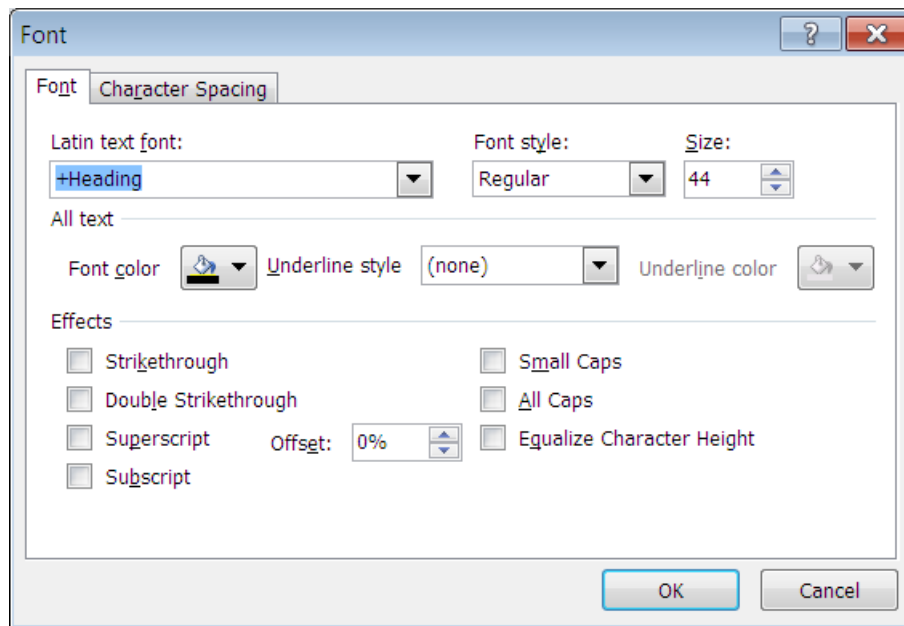 Font
Font Character Spacing
Latin text font: Font style: Size:
+Heading Regular 44
All text
Font color Underline style (none) Underline color
Effects
Strikethrough Small Caps
Double Strikethrough All Caps
Superscript Offset: 0% Equalize Character Height
Subscript
OK Cancel